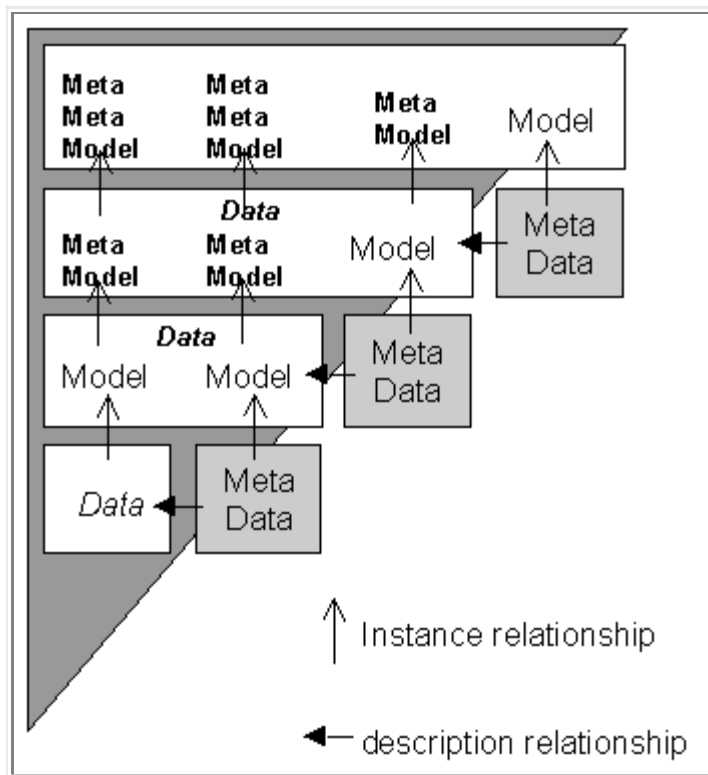 Meta Meta Model
Meta Meta Model
Meta Model
Model
Data
Meta Model
Meta Model
Model
Meta Data
Data
Model
Model
Meta Data
Data
Meta Data
Instance relationship
description relationship